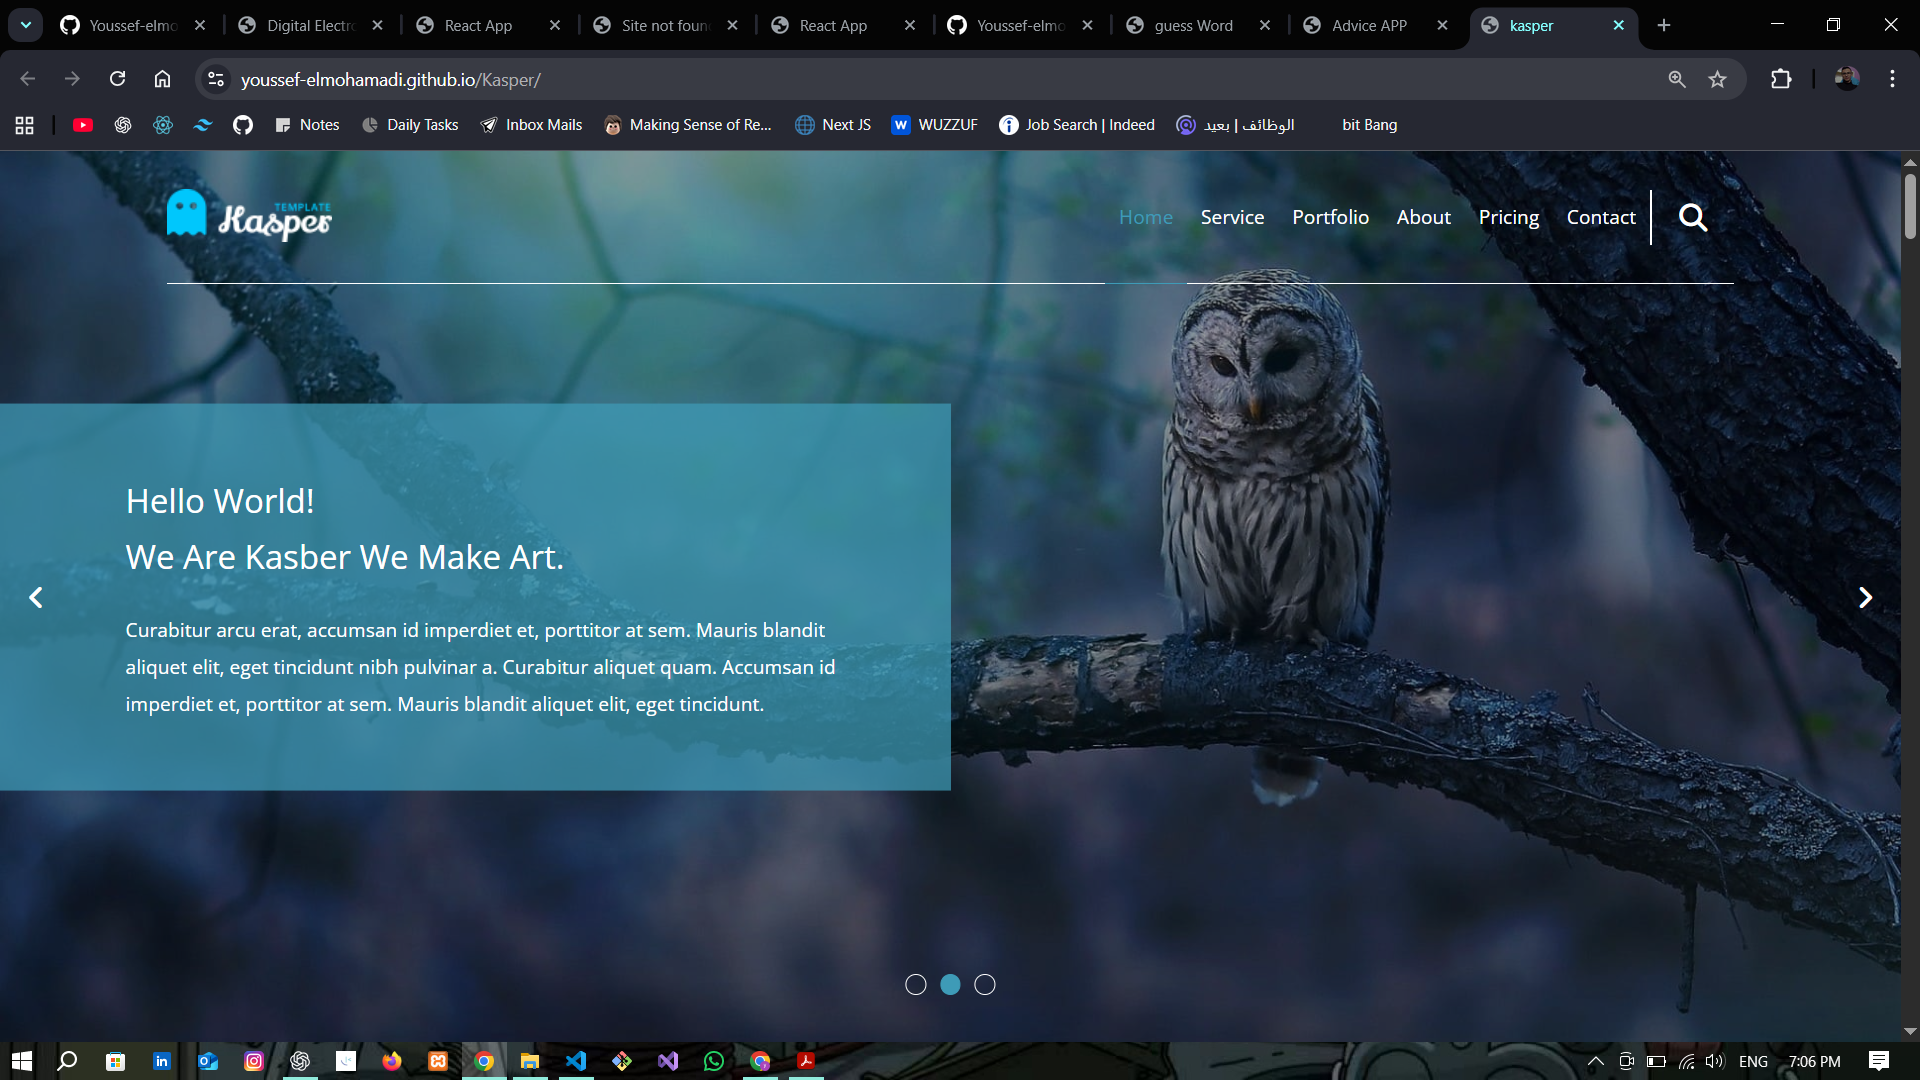 Youssef-elmo
Digital Electro
React App
Site not foun
React App
Youssef-elmo
guess Word
Advice APP
kasper
youssef-elmohamadi.github.io/Kasper/
Notes
Daily Tasks
Inbox Mails
Making Sense of Re...
Next JS
W WUZZUF
Job Search | Indeed
الوظائف | بعيد
bit Bang
TEMPLATE
Kasper
Home
Service
Portfolio
About
Pricing
Contact
Hello World!
We Are Kasber We Make Art.
Curabitur arcu erat, accumsan id imperdiet et, porttitor at sem. Mauris blandit
aliquet elit, eget tincidunt nibh pulvinar a. Curabitur aliquet quam. Accumsan id
imperdiet et, porttitor at sem. Mauris blandit aliquet elit, eget tincidunt.
ENG
7:06 PM